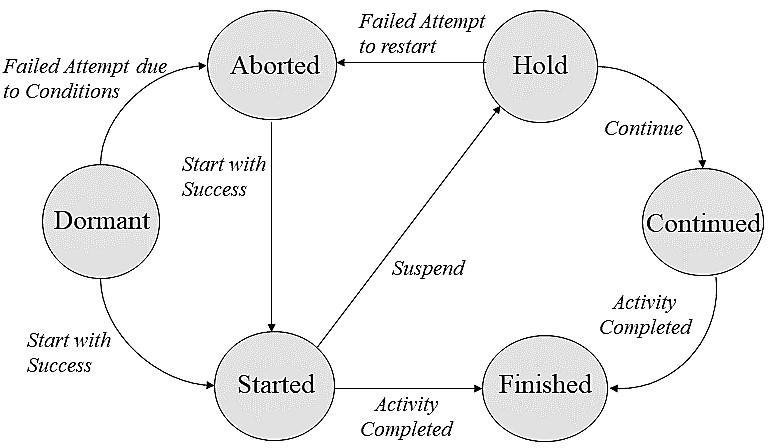 Failed Attempt
to restart
Failed Attempt due
to Conditions
Aborted
Hold
Continue
Start with
Success
Dormant
Continued
Suspend
Activity
Completed
Start with
Success
Started
Finished
Activity
Completed